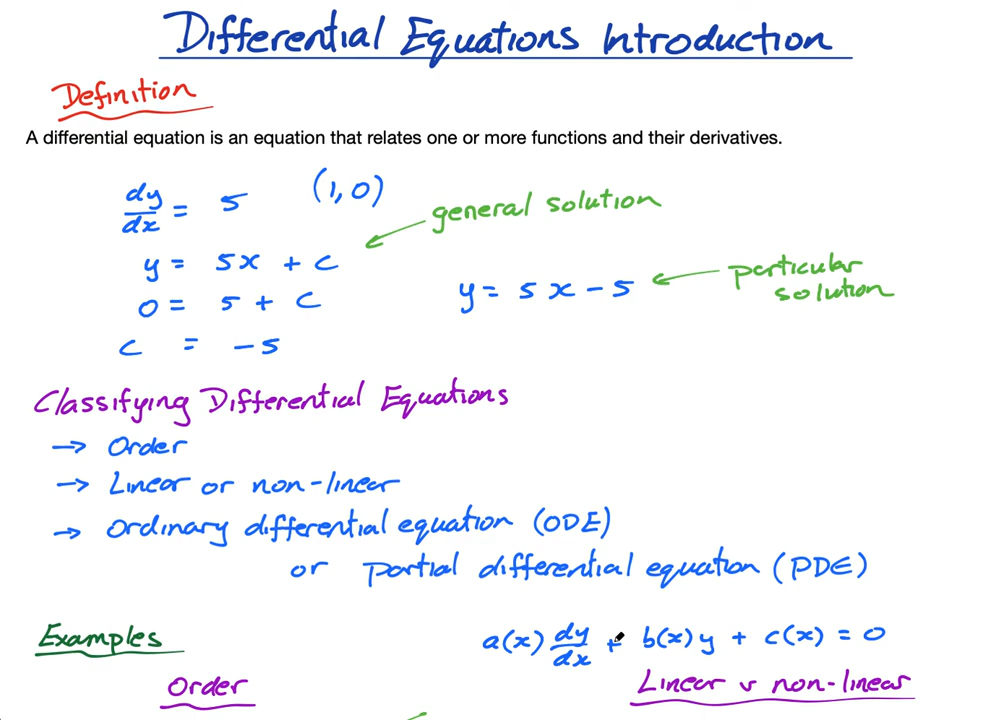 Differential Equations Introduction
Definition
A differential equation is an equation that relates one or more functions and their derivatives.
dy/dx = 5 (1, 0)
general solution
y = 5x + c
particular solution
0 = 5 + c
y = 5x - 5
c = -5
Classifying Differential Equations
→ Order
→ Linear or non-linear
→ Ordinary differential equation (ODE)
or partial differential equation (PDE)
Examples
a(x) dy/dx + b(x) y + c(x) = 0
Order
Linear v non-linear